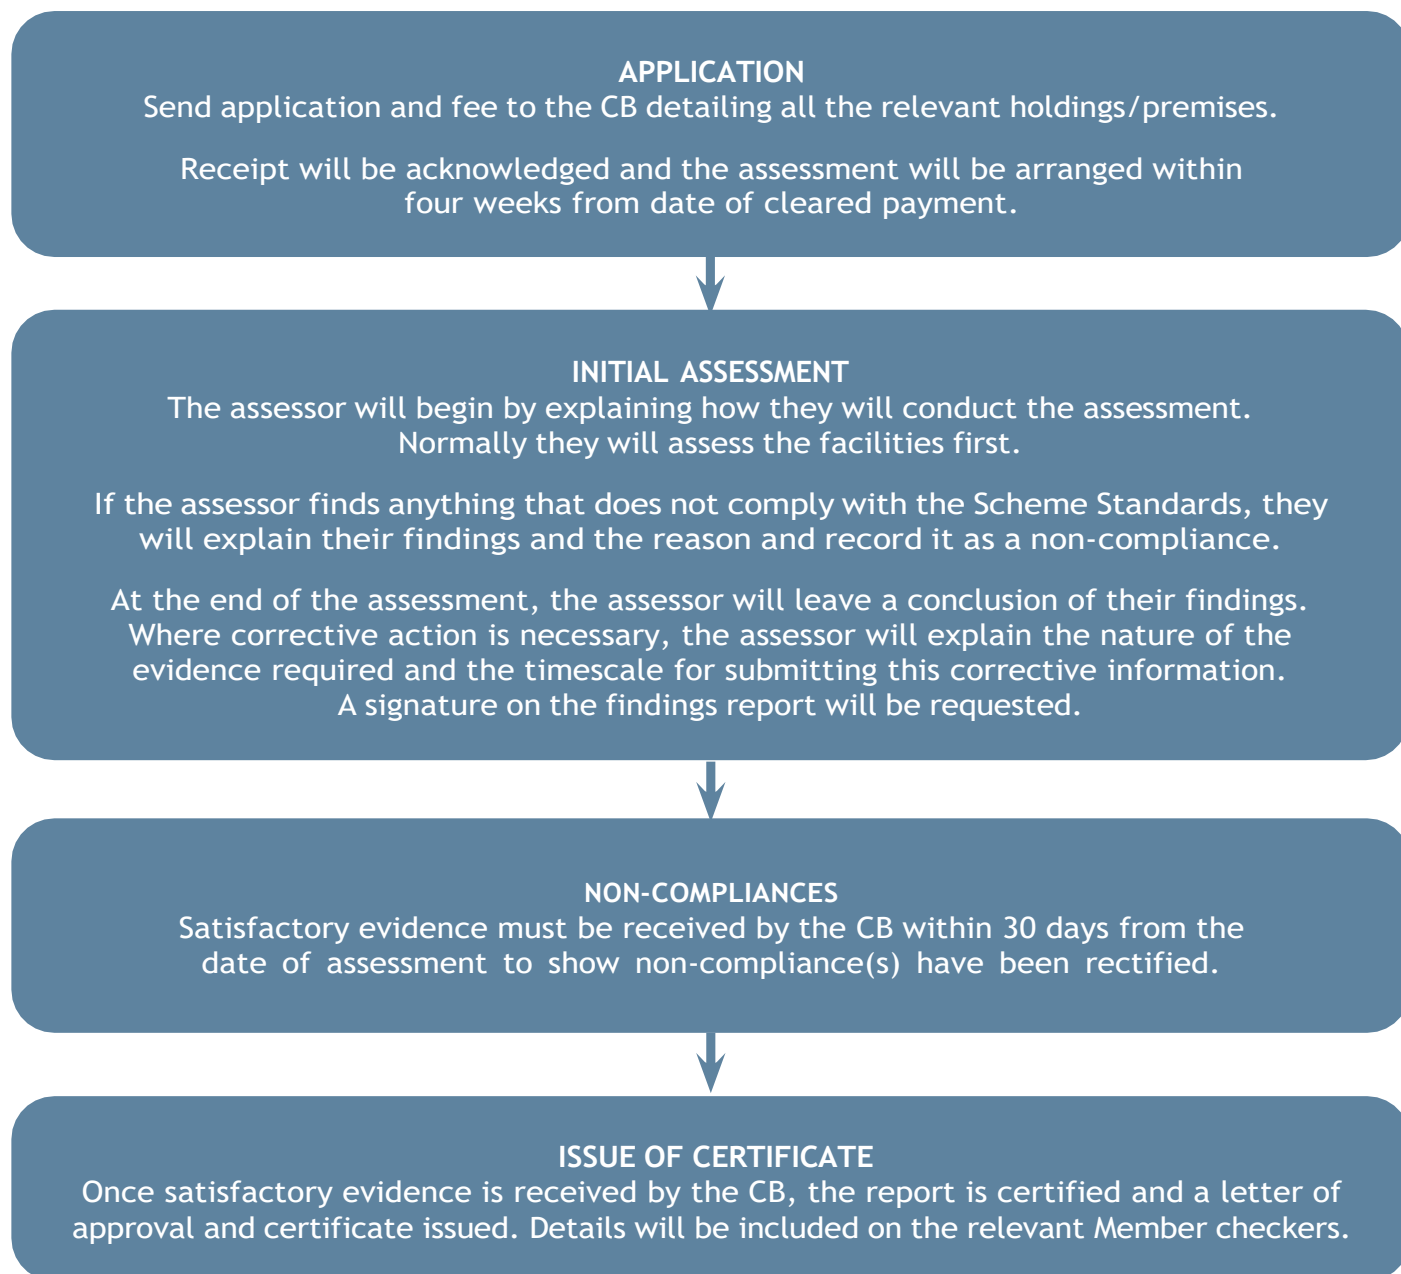 APPLICATION
Send application and fee to the CB detailing all the relevant holdings/premises.
Receipt will be acknowledged and the assessment will be arranged within
four weeks from date of cleared payment.
INITIAL ASSESSMENT
The assessor will begin by explaining how they will conduct the assessment.
Normally they will assess the facilities first.
If the assessor finds anything that does not comply with the Scheme Standards, they
will explain their findings and the reason and record it as a non-compliance.
At the end of the assessment, the assessor will leave a conclusion of their findings.
Where corrective action is necessary, the assessor will explain the nature of the
evidence required and the timescale for submitting this corrective information.
A signature on the findings report will be requested.
NON-COMPLIANCES
Satisfactory evidence must be received by the CB within 30 days from the
date of assessment to show non-compliance(s) have been rectified.
ISSUE OF CERTIFICATE
Once satisfactory evidence is received by the CB, the report is certified and a letter of
approval and certificate issued. Details will be included on the relevant Member checkers.